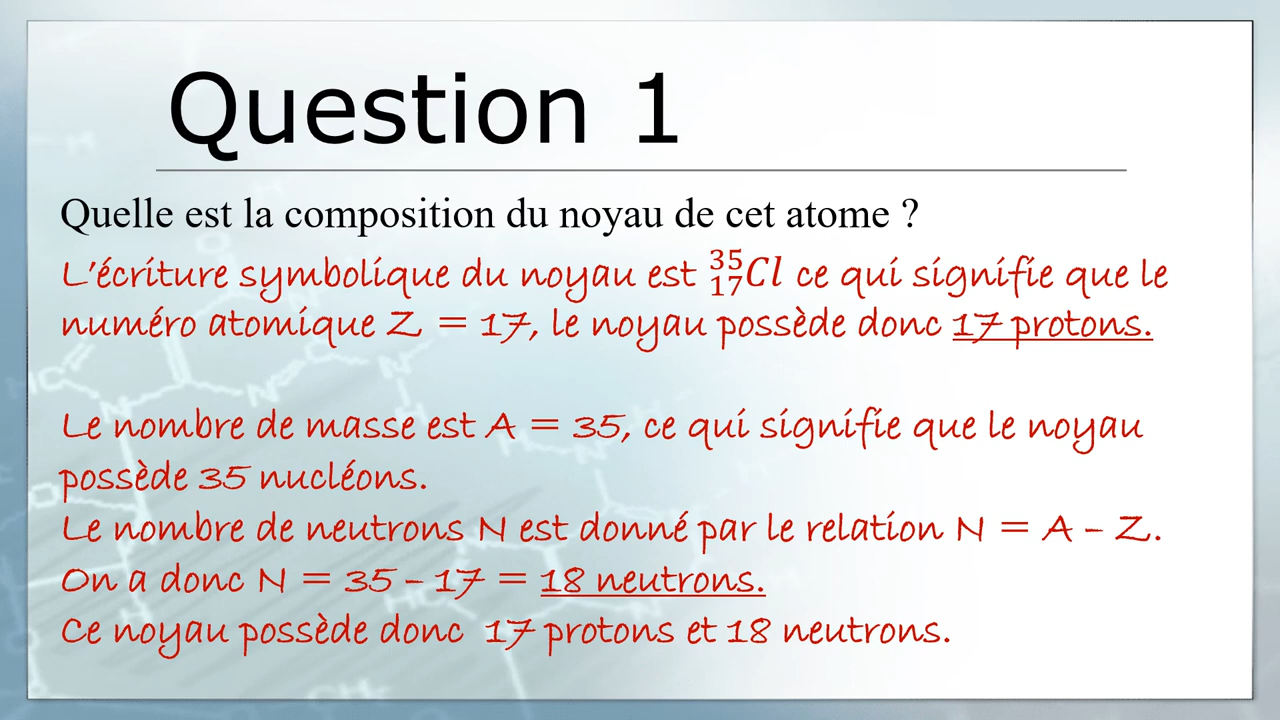 Question 1
Quelle est la composition du noyau de cet atome ?
L’écriture symbolique du noyau est ³⁵₁₇Cl ce qui signifie que le
numéro atomique Z = 17, le noyau possède donc 17 protons.
Le nombre de masse est A = 35, ce qui signifie que le noyau
possède 35 nucléons.
Le nombre de neutrons N est donné par le relation N = A – Z.
On a donc N = 35 – 17 = 18 neutrons.
Ce noyau possède donc 17 protons et 18 neutrons.